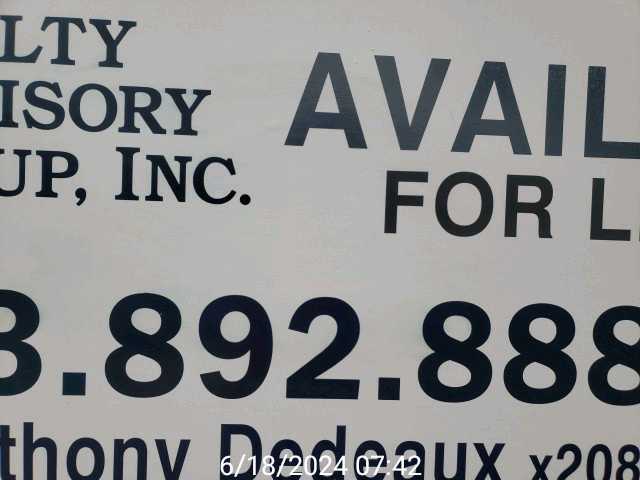 LTY
ISORY
UP, INC.
AVAIL
FOR L
3.892.888
thony Dedeaux x208
6/18/2024 07:42